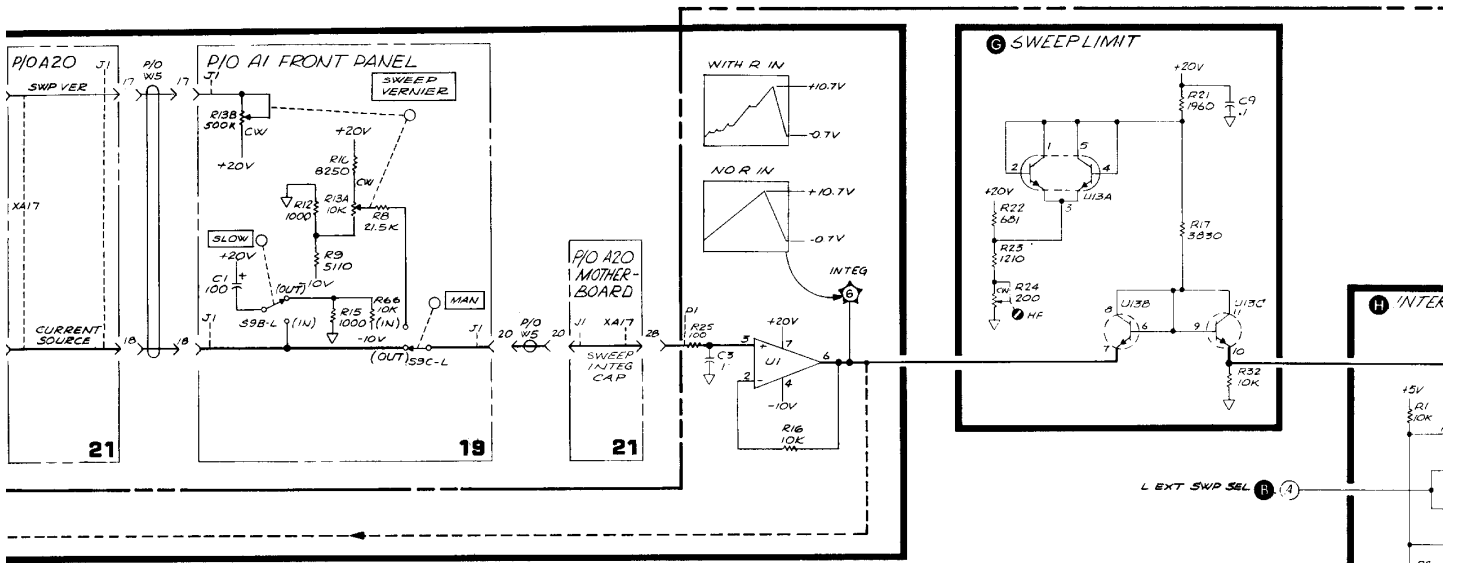 P/O A20
J1
SWP VER
17
P/O
W5
17
XA17
CURRENT
SOURCE
18
18
21
P/O A1 FRONT PANEL
J1
SWEEP
VERNIER
R13B
500K
CW
+20V
+20V
R16
8250
CW
R12
1000
R13A
10K
R8
21.5K
SLOW
+20V
+
C1
100
R9
5110
-10V
(OUT)
S9B-L
(IN)
R15
1000
R66
10K
(IN)
-10V
MAN
J1
(OUT)
S9C-L
J1
19
20
P/O
W5
20
P/O A20
MOTHER-
BOARD
J1
XA17
28
SWEEP
INTEG
CAP
21
WITH R IN
+10.7V
-0.7V
NO R IN
+10.7V
-0.7V
INTEG
6
P1
R25
100
C3
.1
+20V
3
+
7
U1
6
2
-
4
-10V
R16
10K
G SWEEP LIMIT
+20V
R21
1960
C9
.1
1
5
2
4
U13A
3
+20V
R22
681
R23
1210
CW
R24
200
HF
R17
3830
U13B
U13C
8
11
6
9
7
10
R32
10K
H INTER
+5V
R1
10K
L EXT SWP SEL B 4